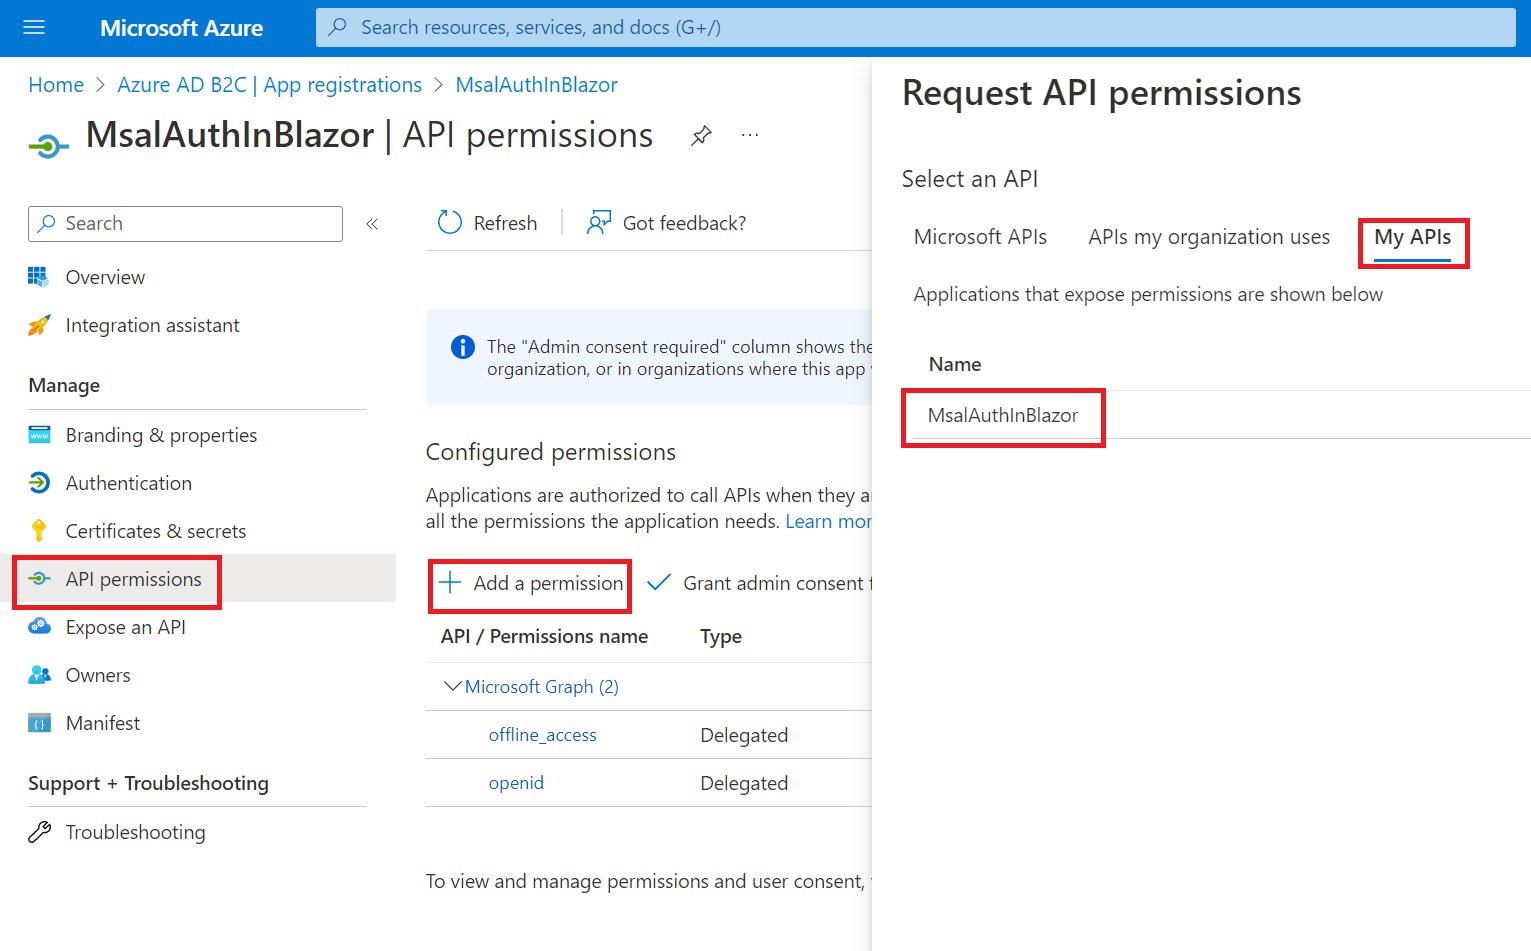 Microsoft Azure
Search resources, services, and docs (G+/)
Home > Azure AD B2C | App registrations > MsalAuthInBlazor
MsalAuthInBlazor | API permissions
...
Search
«
Overview
Integration assistant
Manage
Branding & properties
Authentication
Certificates & secrets
API permissions
Expose an API
Owners
Manifest
Support + Troubleshooting
Troubleshooting
Refresh
Got feedback?
The "Admin consent required" column shows the
organization, or in organizations where this app
Configured permissions
Applications are authorized to call APIs when they
all the permissions the application needs. Learn mor
Add a permission
Grant admin consent
API / Permissions name Type
Microsoft Graph (2)
offline_access Delegated
openid Delegated
To view and manage permissions and user consent,
Request API permissions
Select an API
Microsoft APIs APIs my organization uses My APIs
Applications that expose permissions are shown below
Name
MsalAuthInBlazor